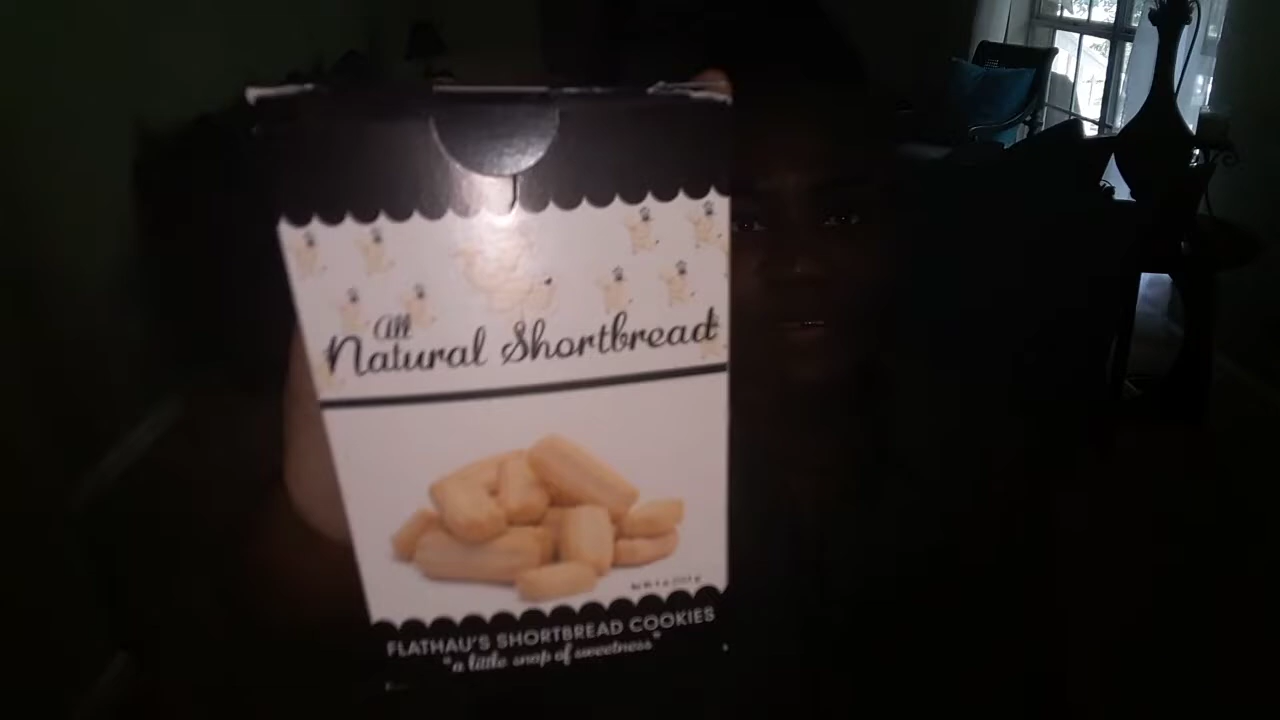 All
Natural Shortbread
FLATHAU'S SHORTBREAD COOKIES
"a little snap of sweetness"